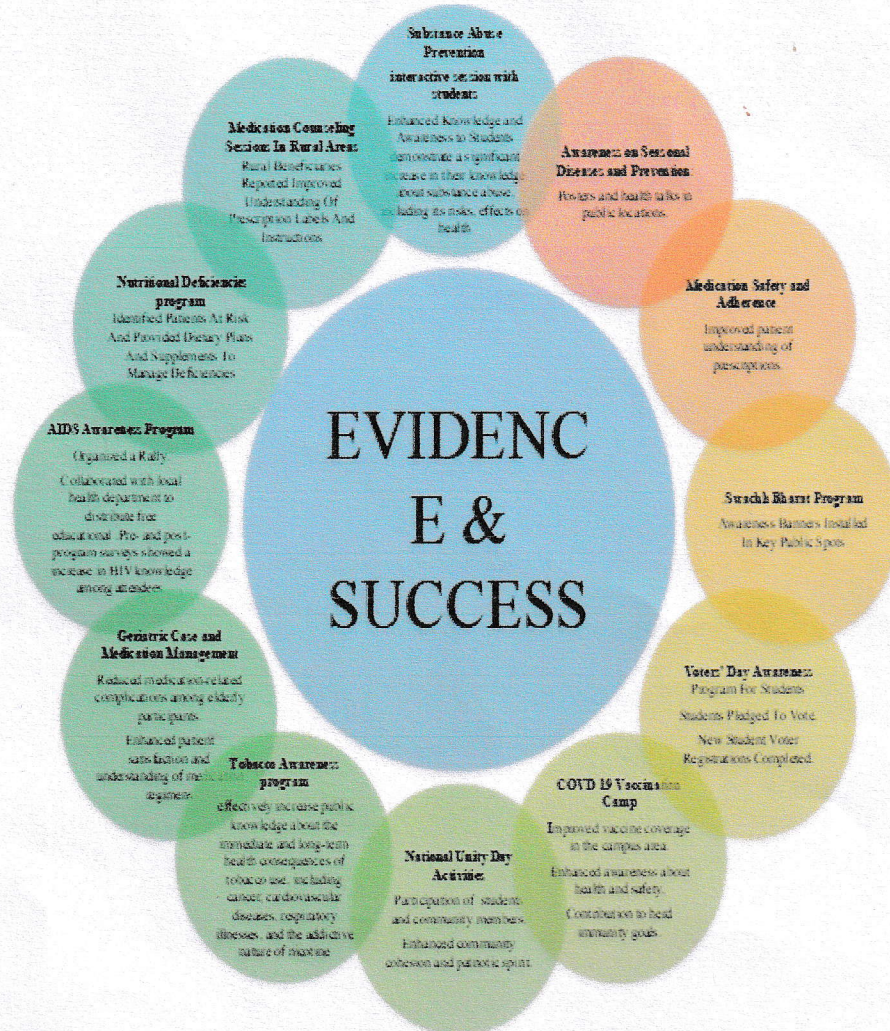 Substance Abuse
Prevention
interactive session with
students
Enhanced Knowledge and
Awareness to Students
demonstrate a significant
increase in their knowledge
about substance abuse,
including its risks, effects on
health
Awareness on Seasonal
Diseases and Prevention
Posters and health talks in
public locations.
Medication Safety and
Adherence
Improved patient
understanding of
prescriptions.
Swachh Bharat Program
Awareness Banners Installed
In Key Public Spots
Voters' Day Awareness
Program For Students
Students Pledged To Vote.
New Student Voter
Registrations Completed.
COVD 19 Vaccination
Camp
Improved vaccine coverage
in the campus area.
Enhanced awareness about
health and safety.
Contribution to herd
immunity goals.
National Unity Day
Activities
Participation of students
and community members.
Enhanced community
cohesion and patriotic spirit.
Tobacco Awareness
program
effectively increase public
knowledge about the
immediate and long-term
health consequences of
tobacco use, including
cancer, cardiovascular
diseases, respiratory
illnesses, and the addictive
nature of nicotine
Geriatric Care and
Medication Management
Reduced medication-related
complications among elderly
participants.
Enhanced patient
satisfaction and
understanding of
regimens.
AIDS Awareness Program
Organized a Rally.
Collaborated with local
health department to
distribute free
educational. Pre- and post-
program surveys showed a
increase in HIV knowledge
among attendees.
Nutritional Deficiencies
program
Identified Patients At Risk
And Provided Dietary Plans
And Supplements To
Manage Deficiencies
Medication Counseling
Sessions In Rural Areas
Rural Beneficiaries
Reported Improved
Understanding Of
Prescription Labels And
Instructions
EVIDENC
E &
SUCCESS